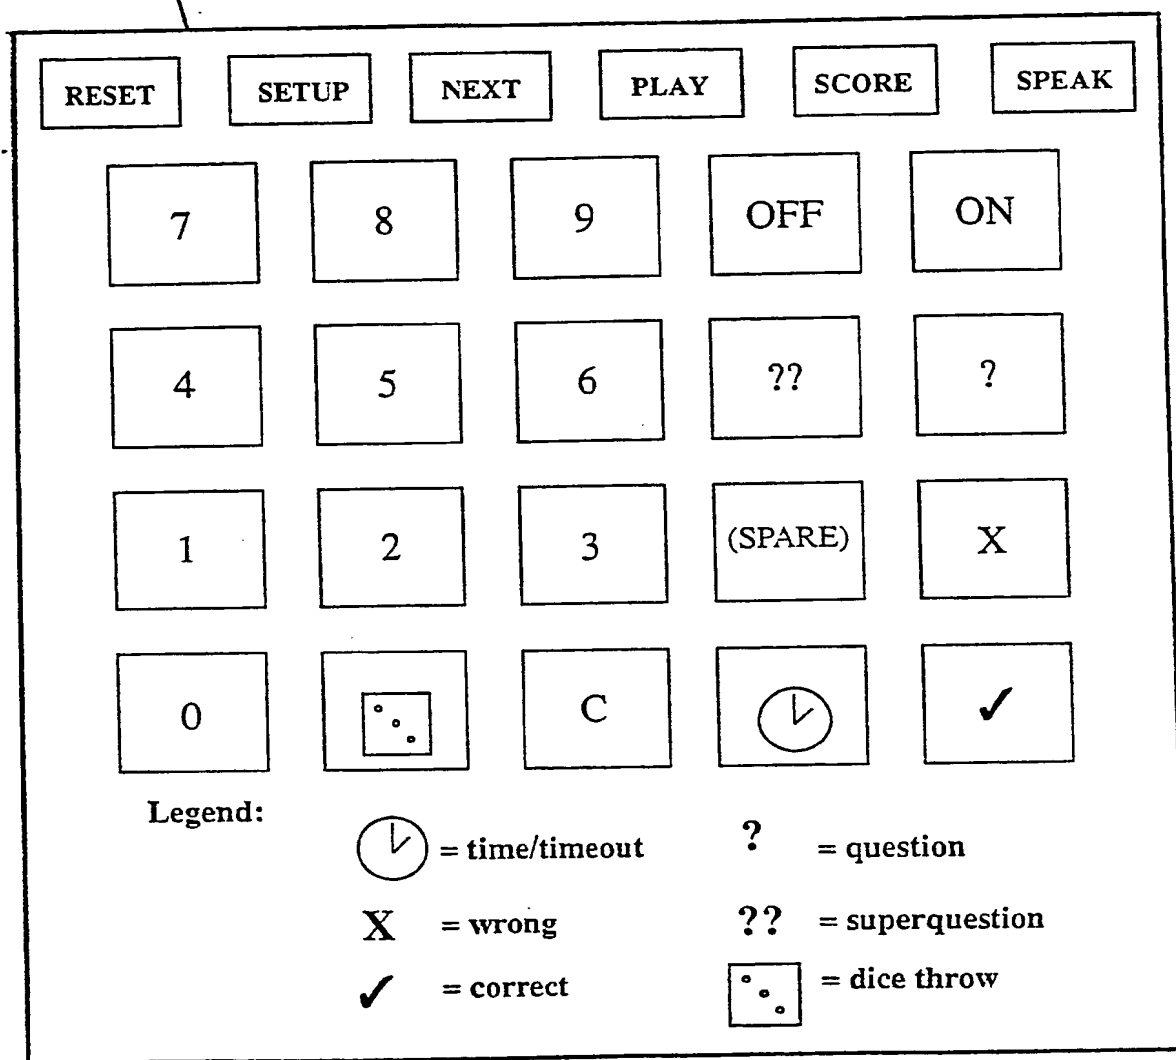 RESET SETUP NEXT PLAY SCORE SPEAK
7 8 9 OFF ON
4 5 6 ?? ?
1 2 3 (SPARE) X
0 C ✓
Legend:
= time/timeout ? = question
X = wrong ?? = superquestion
✓ = correct = dice throw